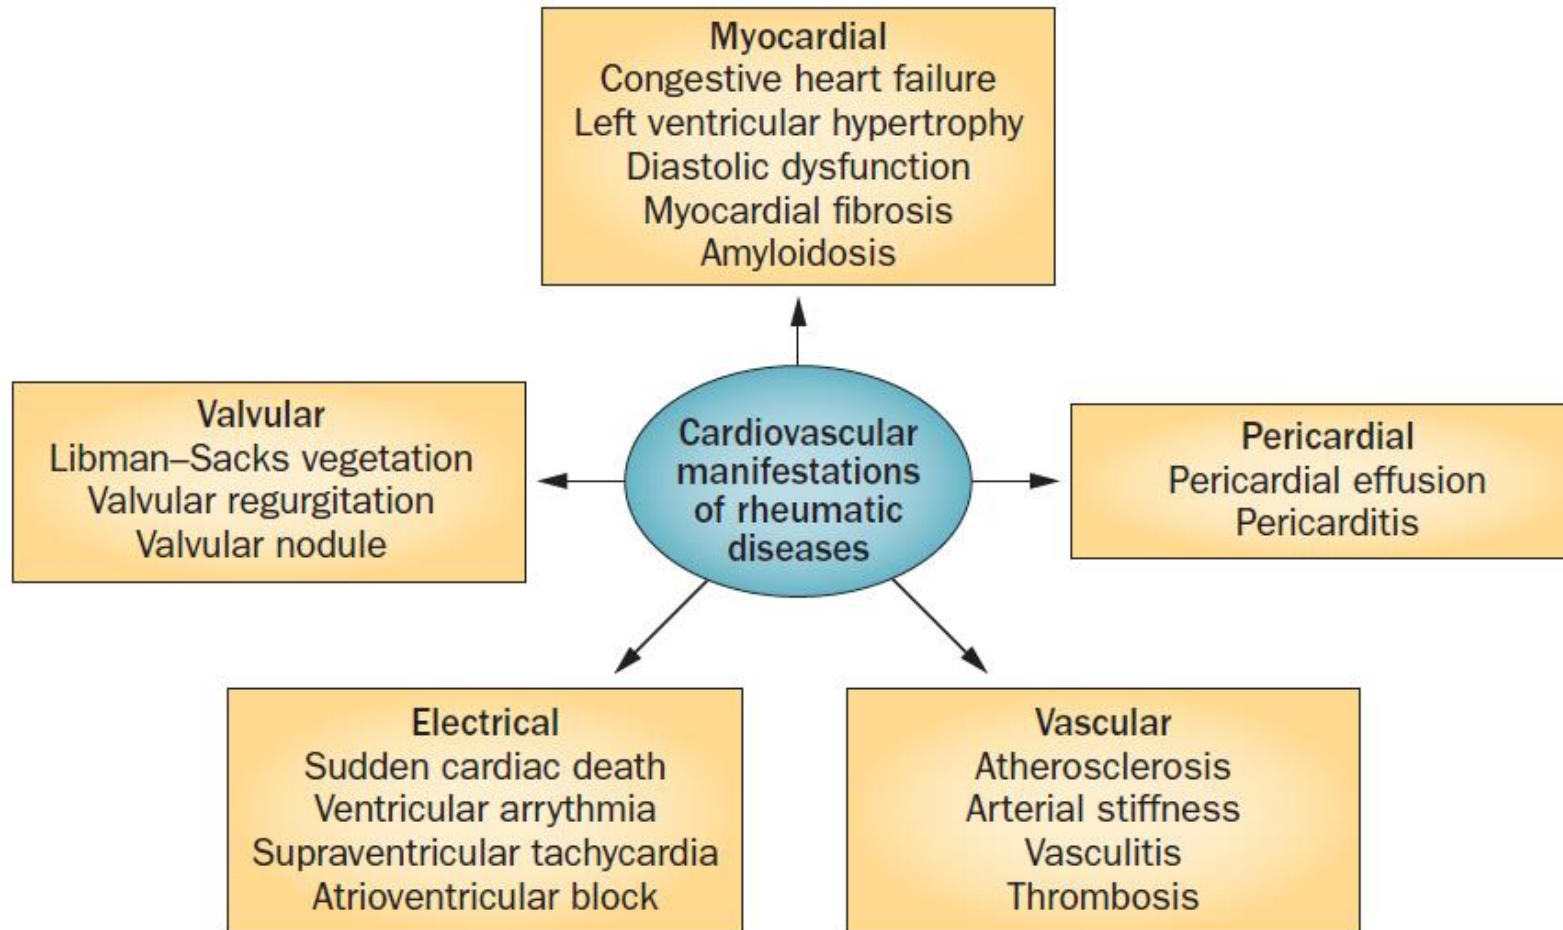 Myocardial
Congestive heart failure
Left ventricular hypertrophy
Diastolic dysfunction
Myocardial fibrosis
Amyloidosis
Valvular
Libman–Sacks vegetation
Valvular regurgitation
Valvular nodule
Cardiovascular
manifestations
of rheumatic
diseases
Pericardial
Pericardial effusion
Pericarditis
Electrical
Sudden cardiac death
Ventricular arrythmia
Supraventricular tachycardia
Atrioventricular block
Vascular
Atherosclerosis
Arterial stiffness
Vasculitis
Thrombosis